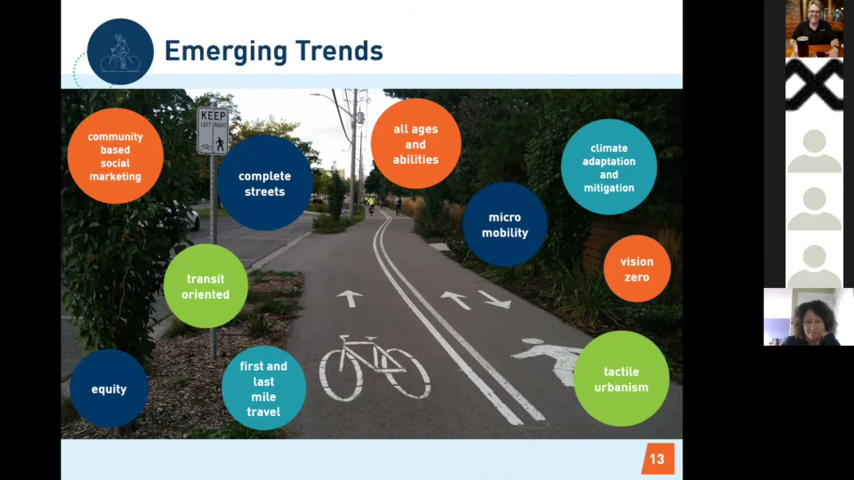 Emerging Trends
KEEP
LEFT RIGHT
community
based
social
marketing
complete
streets
all ages
and
abilities
climate
adaptation
and
mitigation
micro
mobility
vision
zero
transit
oriented
equity
first and
last
mile
travel
tactile
urbanism
13